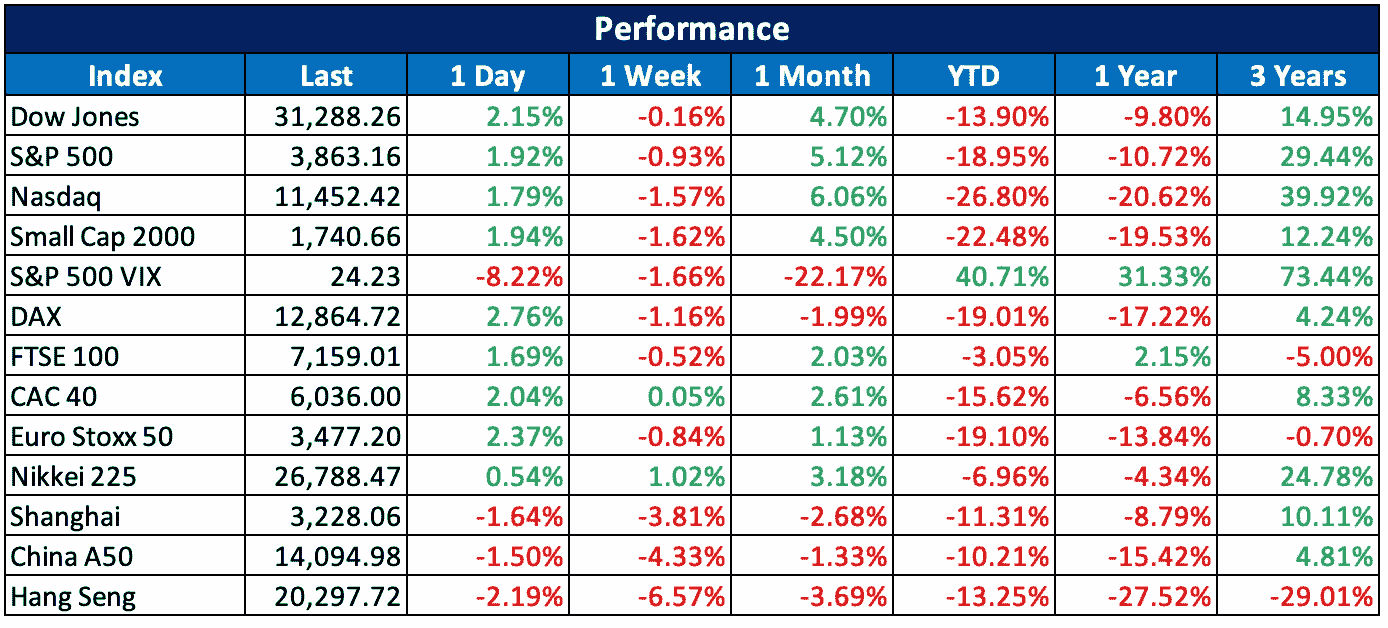 Performance
Index Last 1 Day 1 Week 1 Month YTD 1 Year 3 Years
Dow Jones 31,288.26 2.15% -0.16% 4.70% -13.90% -9.80% 14.95%
S&P 500 3,863.16 1.92% -0.93% 5.12% -18.95% -10.72% 29.44%
Nasdaq 11,452.42 1.79% -1.57% 6.06% -26.80% -20.62% 39.92%
Small Cap 2000 1,740.66 1.94% -1.62% 4.50% -22.48% -19.53% 12.24%
S&P 500 VIX 24.23 -8.22% -1.66% -22.17% 40.71% 31.33% 73.44%
DAX 12,864.72 2.76% -1.16% -1.99% -19.01% -17.22% 4.24%
FTSE 100 7,159.01 1.69% -0.52% 2.03% -3.05% 2.15% -5.00%
CAC 40 6,036.00 2.04% 0.05% 2.61% -15.62% -6.56% 8.33%
Euro Stoxx 50 3,477.20 2.37% -0.84% 1.13% -19.10% -13.84% -0.70%
Nikkei 225 26,788.47 0.54% 1.02% 3.18% -6.96% -4.34% 24.78%
Shanghai 3,228.06 -1.64% -3.81% -2.68% -11.31% -8.79% 10.11%
China A50 14,094.98 -1.50% -4.33% -1.33% -10.21% -15.42% 4.81%
Hang Seng 20,297.72 -2.19% -6.57% -3.69% -13.25% -27.52% -29.01%